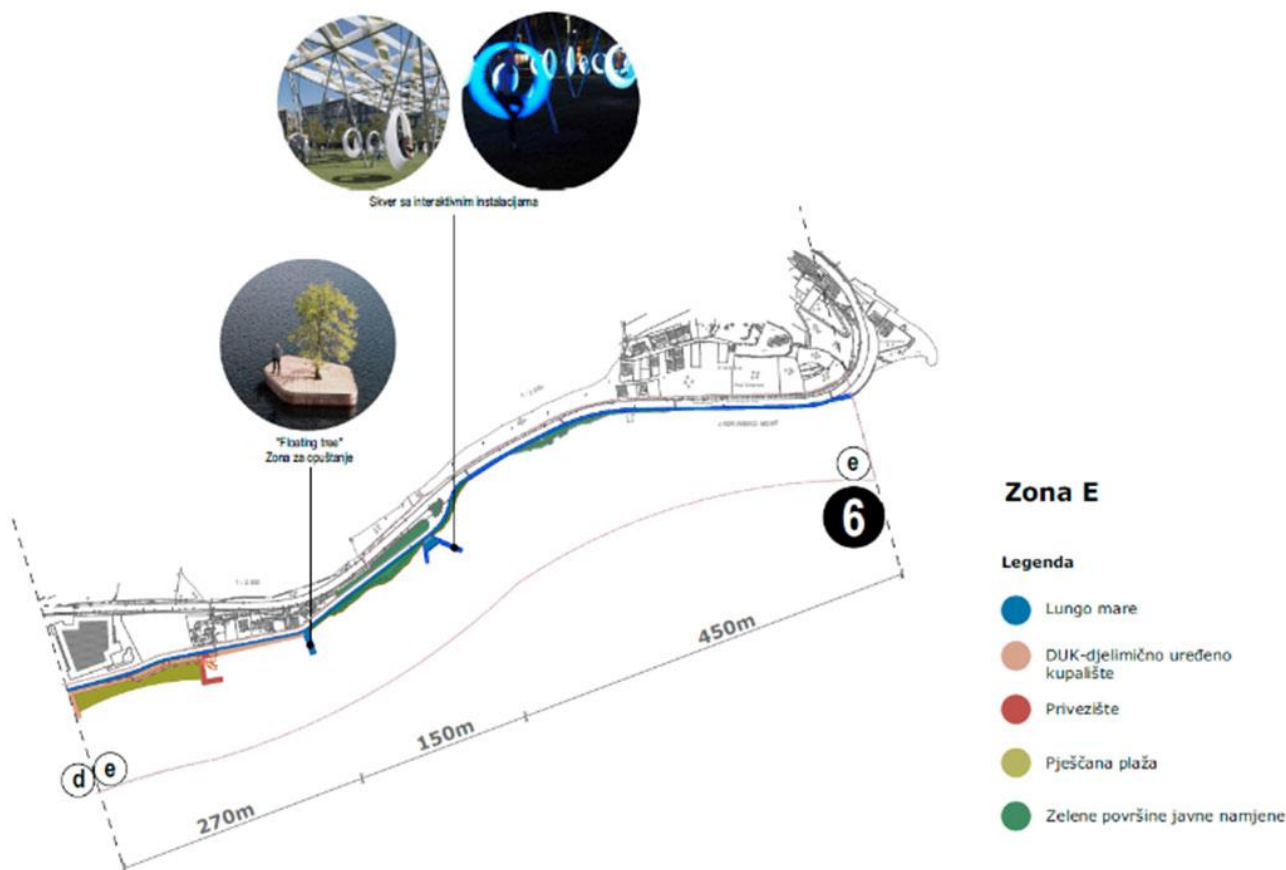 Skver sa interaktivnim instalacijama
"Floating tree"
Zona za opuštanje
e
6
Zona E
Legenda
Lungo mare
DUK-djelimično uređeno
kupalište
Privezište
Pješčana plaža
Zelene površine javne namjene
450m
150m
270m
d
e